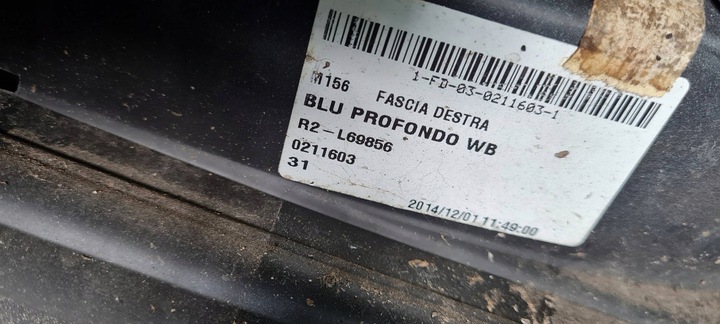 1-FD-03-0211603-1
M156 FASCIA DESTRA
BLU PROFONDO WB
R2-L69856
0211603
31
2014/12/01 11:49:00